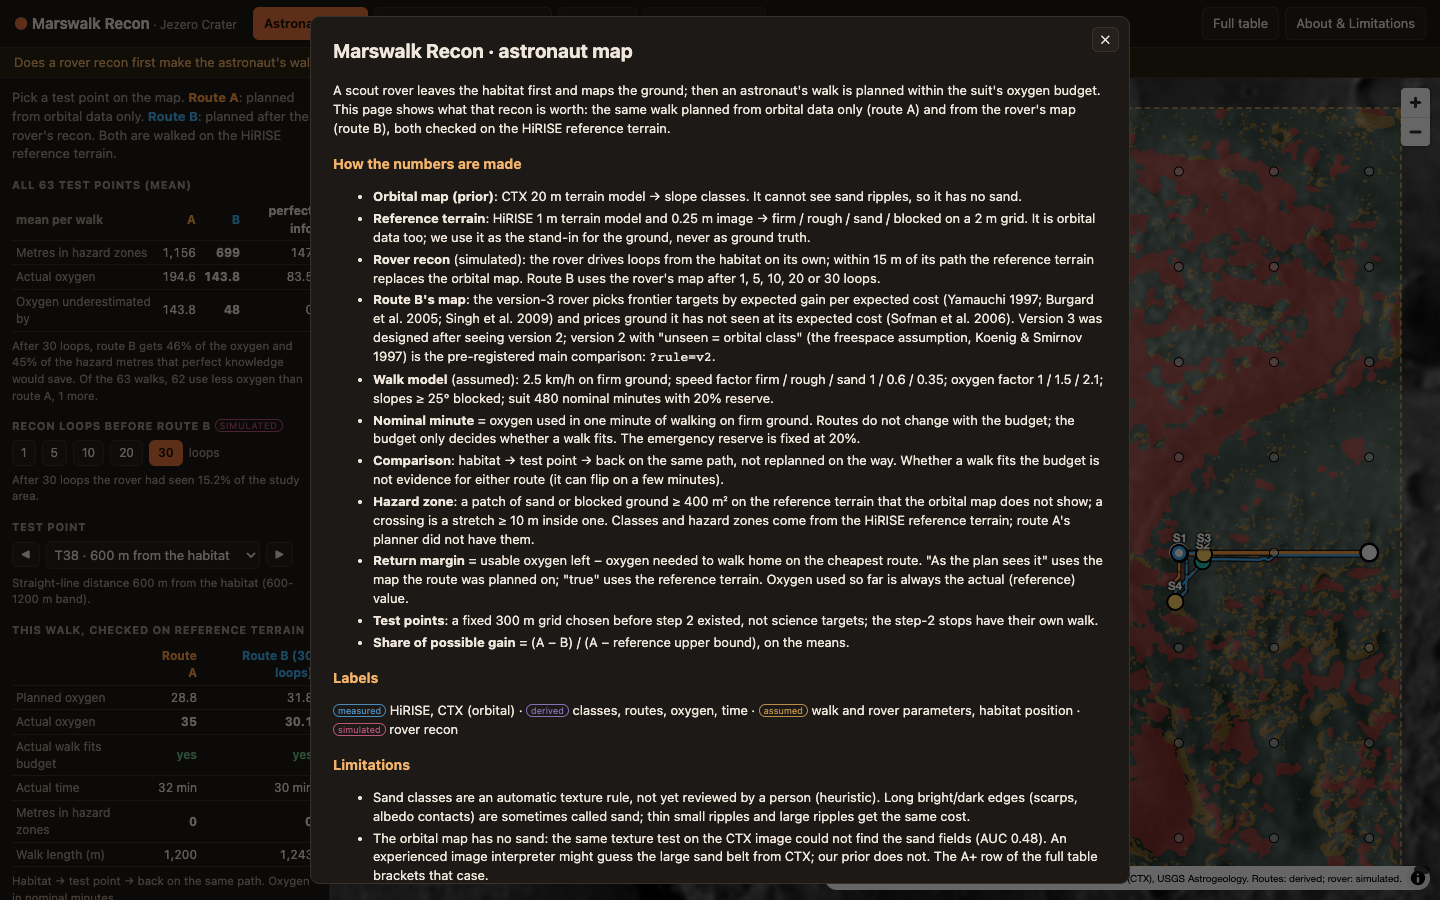 Marswalk Recon · Jezero Crater
Astrona
Full table
About & Limitations
Does a rover recon first make the astronaut's wal
Pick a test point on the map. Route A: planned
from orbital data only. Route B: planned after the
rover's recon. Both are walked on the HiRISE
reference terrain.
ALL 63 TEST POINTS (MEAN)
mean per walk A B perfect
info
Metres in hazard zones 1,156 699 147
Actual oxygen 194.6 143.8 83.5
Oxygen underestimated
by 143.8 48 0
After 30 loops, route B gets 46% of the oxygen and
45% of the hazard metres that perfect knowledge
would save. Of the 63 walks, 62 use less oxygen than
route A, 1 more.
RECON LOOPS BEFORE ROUTE B SIMULATED
1 5 10 20 30 loops
After 30 loops the rover had seen 15.2% of the study
area.
TEST POINT
T38 · 600 m from the habitat
Straight-line distance 600 m from the habitat (600-
1200 m band).
THIS WALK, CHECKED ON REFERENCE TERRAIN
Route
A
Route B (30
loops)
Planned oxygen 28.8 31.8
Actual oxygen 35 30.1
Actual walk fits
budget yes yes
Actual time 32 min 30 min
Metres in hazard
zones 0 0
Walk length (m) 1,200 1,243
Habitat → test point → back on the same path. Oxygen
in nominal minutes.
Marswalk Recon · astronaut map
A scout rover leaves the habitat first and maps the ground; then an astronaut's walk is planned within the suit's oxygen budget.
This page shows what that recon is worth: the same walk planned from orbital data only (route A) and from the rover's map
(route B), both checked on the HiRISE reference terrain.
How the numbers are made
• Orbital map (prior): CTX 20 m terrain model → slope classes. It cannot see sand ripples, so it has no sand.
• Reference terrain: HiRISE 1 m terrain model and 0.25 m image → firm / rough / sand / blocked on a 2 m grid. It is orbital
data too; we use it as the stand-in for the ground, never as ground truth.
• Rover recon (simulated): the rover drives loops from the habitat on its own; within 15 m of its path the reference terrain
replaces the orbital map. Route B uses the rover's map after 1, 5, 10, 20 or 30 loops.
• Route B's map: the version-3 rover picks frontier targets by expected gain per expected cost (Yamauchi 1997; Burgard
et al. 2005; Singh et al. 2009) and prices ground it has not seen at its expected cost (Sofman et al. 2006). Version 3 was
designed after seeing version 2; version 2 with "unseen = orbital class" (the freespace assumption, Koenig & Smirnov
1997) is the pre-registered main comparison: ?rule=v2.
• Walk model (assumed): 2.5 km/h on firm ground; speed factor firm / rough / sand 1 / 0.6 / 0.35; oxygen factor 1 / 1.5 / 2.1;
slopes ≥ 25° blocked; suit 480 nominal minutes with 20% reserve.
• Nominal minute = oxygen used in one minute of walking on firm ground. Routes do not change with the budget; the
budget only decides whether a walk fits. The emergency reserve is fixed at 20%.
• Comparison: habitat → test point → back on the same path, not replanned on the way. Whether a walk fits the budget is
not evidence for either route (it can flip on a few minutes).
• Hazard zone: a patch of sand or blocked ground ≥ 400 m² on the reference terrain that the orbital map does not show; a
crossing is a stretch ≥ 10 m inside one. Classes and hazard zones come from the HiRISE reference terrain; route A's
planner did not have them.
• Return margin = usable oxygen left − oxygen needed to walk home on the cheapest route. "As the plan sees it" uses the
map the route was planned on; "true" uses the reference terrain. Oxygen used so far is always the actual (reference)
value.
• Test points: a fixed 300 m grid chosen before step 2 existed, not science targets; the step-2 stops have their own walk.
• Share of possible gain = (A − B) / (A − reference upper bound), on the means.
Labels
measured HiRISE, CTX (orbital) · derived classes, routes, oxygen, time · assumed walk and rover parameters, habitat position ·
simulated rover recon
Limitations
• Sand classes are an automatic texture rule, not yet reviewed by a person (heuristic). Long bright/dark edges (scarps,
albedo contacts) are sometimes called sand; thin small ripples and large ripples get the same cost.
• The orbital map has no sand: the same texture test on the CTX image could not find the sand fields (AUC 0.48). An
experienced image interpreter might guess the large sand belt from CTX; our prior does not. The A+ row of the full table
brackets that case.
S1
S3
S4
(CTX), USGS Astrogeology. Routes: derived; rover: simulated.